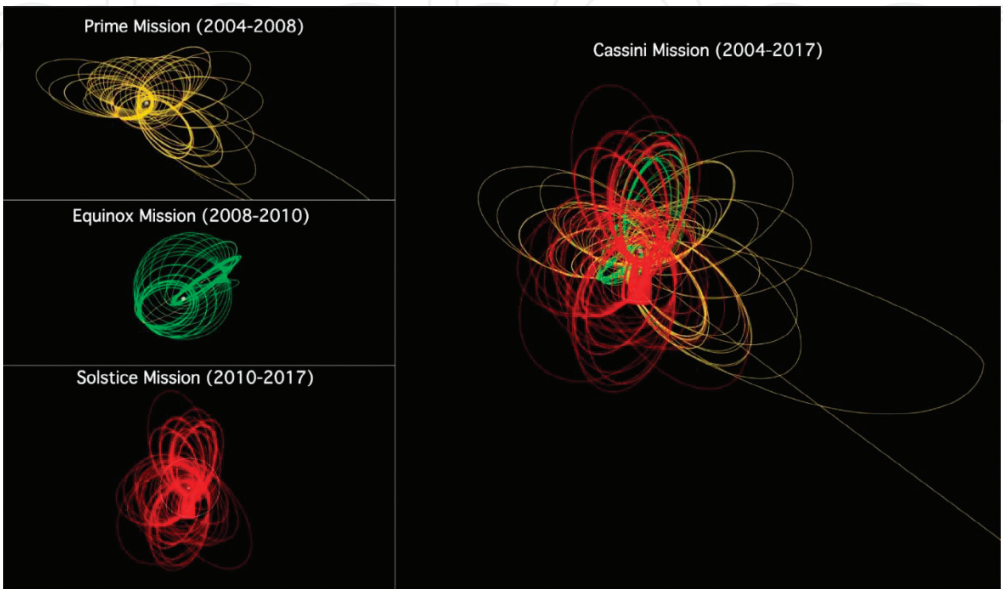 Prime Mission (2004-2008)
Equinox Mission (2008-2010)
Solstice Mission (2010-2017)
Cassini Mission (2004-2017)